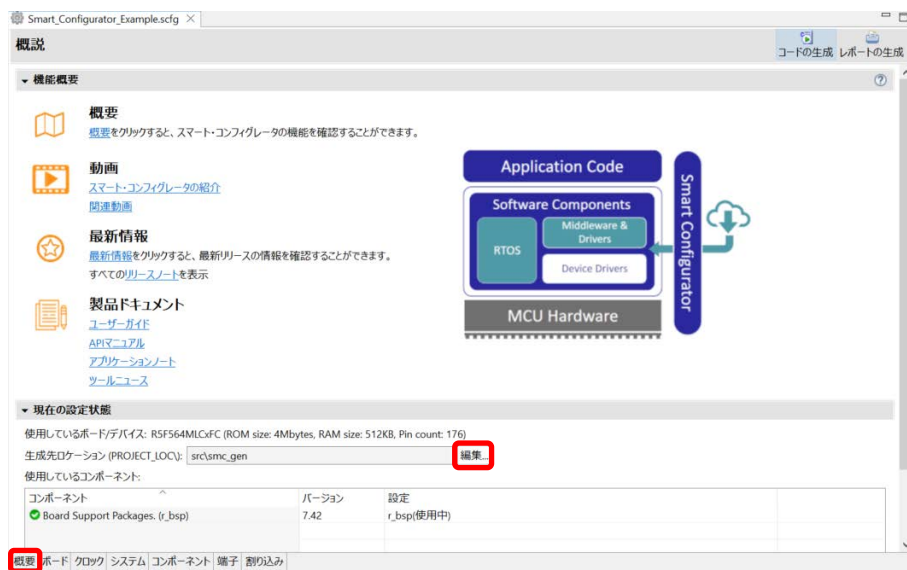 Smart_Configurator_Example.scfg
概説
コードの生成 レポートの生成
機能概要
概要
概要をクリックすると、スマート・コンフィグレータの機能を確認することができます。
動画
スマート・コンフィグレータの紹介
関連動画
最新情報
最新情報をクリックすると、最新リリースの情報を確認することができます。
すべてのリリースノートを表示
製品ドキュメント
ユーザーガイド
APIマニュアル
アプリケーションノート
ツールニュース
Application Code
Software Components
RTOS
Middleware &
Drivers
Device Drivers
MCU Hardware
Smart Configurator
現在の設定状態
使用しているボード/デバイス: R5F564MLCxFC (ROM size: 4Mbytes, RAM size: 512KB, Pin count: 176)
生成先ロケーション (PROJECT_LOC\): src\smc_gen 編集...
使用しているコンポーネント:
コンポーネント バージョン 設定
Board Support Packages. (r_bsp) 7.42 r_bsp(使用中)
概要 ボード クロック システム コンポーネント 端子 割り込み